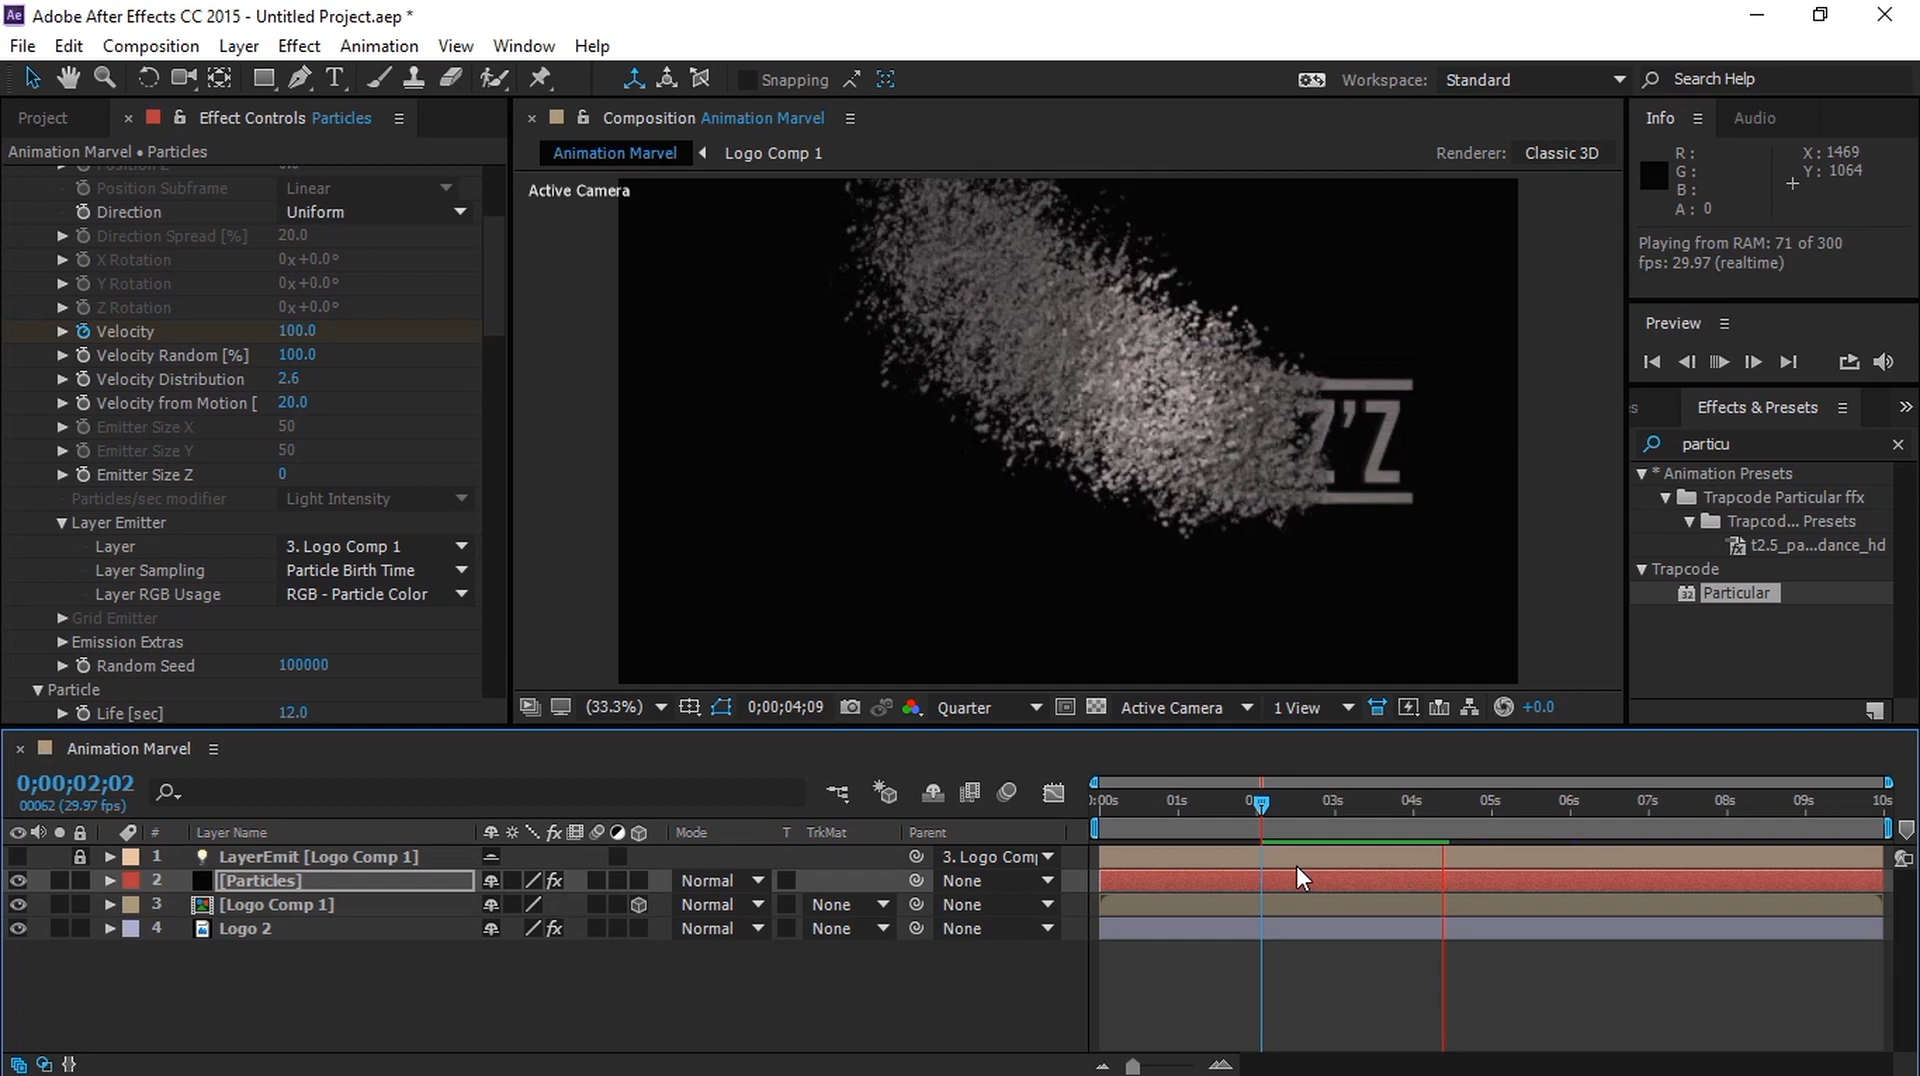 Ae Adobe After Effects CC 2015 - Untitled Project.aep *
File Edit Composition Layer Effect Animation View Window Help
Snapping
Workspace: Standard
Search Help
Project
Effect Controls Particles
Composition Animation Marvel
Info
Audio
Animation Marvel • Particles
Animation Marvel
Logo Comp 1
Renderer: Classic 3D
Active Camera
Position Subframe Linear
Direction Uniform
Direction Spread [%] 20.0
X Rotation 0x+0.0°
Y Rotation 0x+0.0°
Z Rotation 0x+0.0°
Velocity 100.0
Velocity Random [%] 100.0
Velocity Distribution 2.6
Velocity from Motion [ 20.0
Emitter Size X 50
Emitter Size Y 50
Emitter Size Z 0
Particles/sec modifier Light Intensity
Layer Emitter
Layer 3. Logo Comp 1
Layer Sampling Particle Birth Time
Layer RGB Usage RGB - Particle Color
Grid Emitter
Emission Extras
Random Seed 100000
Particle
Life [sec] 12.0
Z'Z
(33.3%)
0;00;04;09
Quarter
Active Camera
1 View
+0.0
R:
G:
B:
A: 0
X: 1469
Y: 1064
Playing from RAM: 71 of 300
fps: 29.97 (realtime)
Preview
Effects & Presets
particu
* Animation Presets
Trapcode Particular ffx
Trapcod... Presets
t2.5_pa...dance_hd
Trapcode
32 Particular
Animation Marvel
0;00;02;02
00062 (29.97 fps)
:00s 01s 0 03s 04s 05s 06s 07s 08s 09s 10s
# Layer Name fx Mode T TrkMat Parent
1 LayerEmit [Logo Comp 1] 3. Logo Com
2 [Particles] fx Normal None
3 [Logo Comp 1] Normal None None
4 Logo 2 fx Normal None None